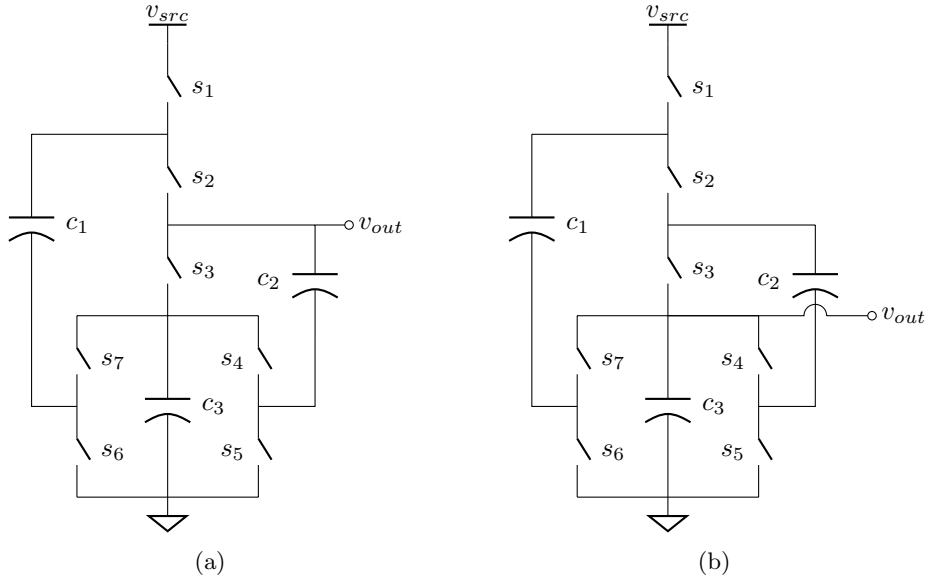 v_src v_src
s_1 s_1
s_2 s_2
c_1 v_out c_1
s_3 c_2 s_3 c_2
v_out
s_7 s_4 s_7 s_4
c_3 c_3
s_6 s_5 s_6 s_5
(a) (b)